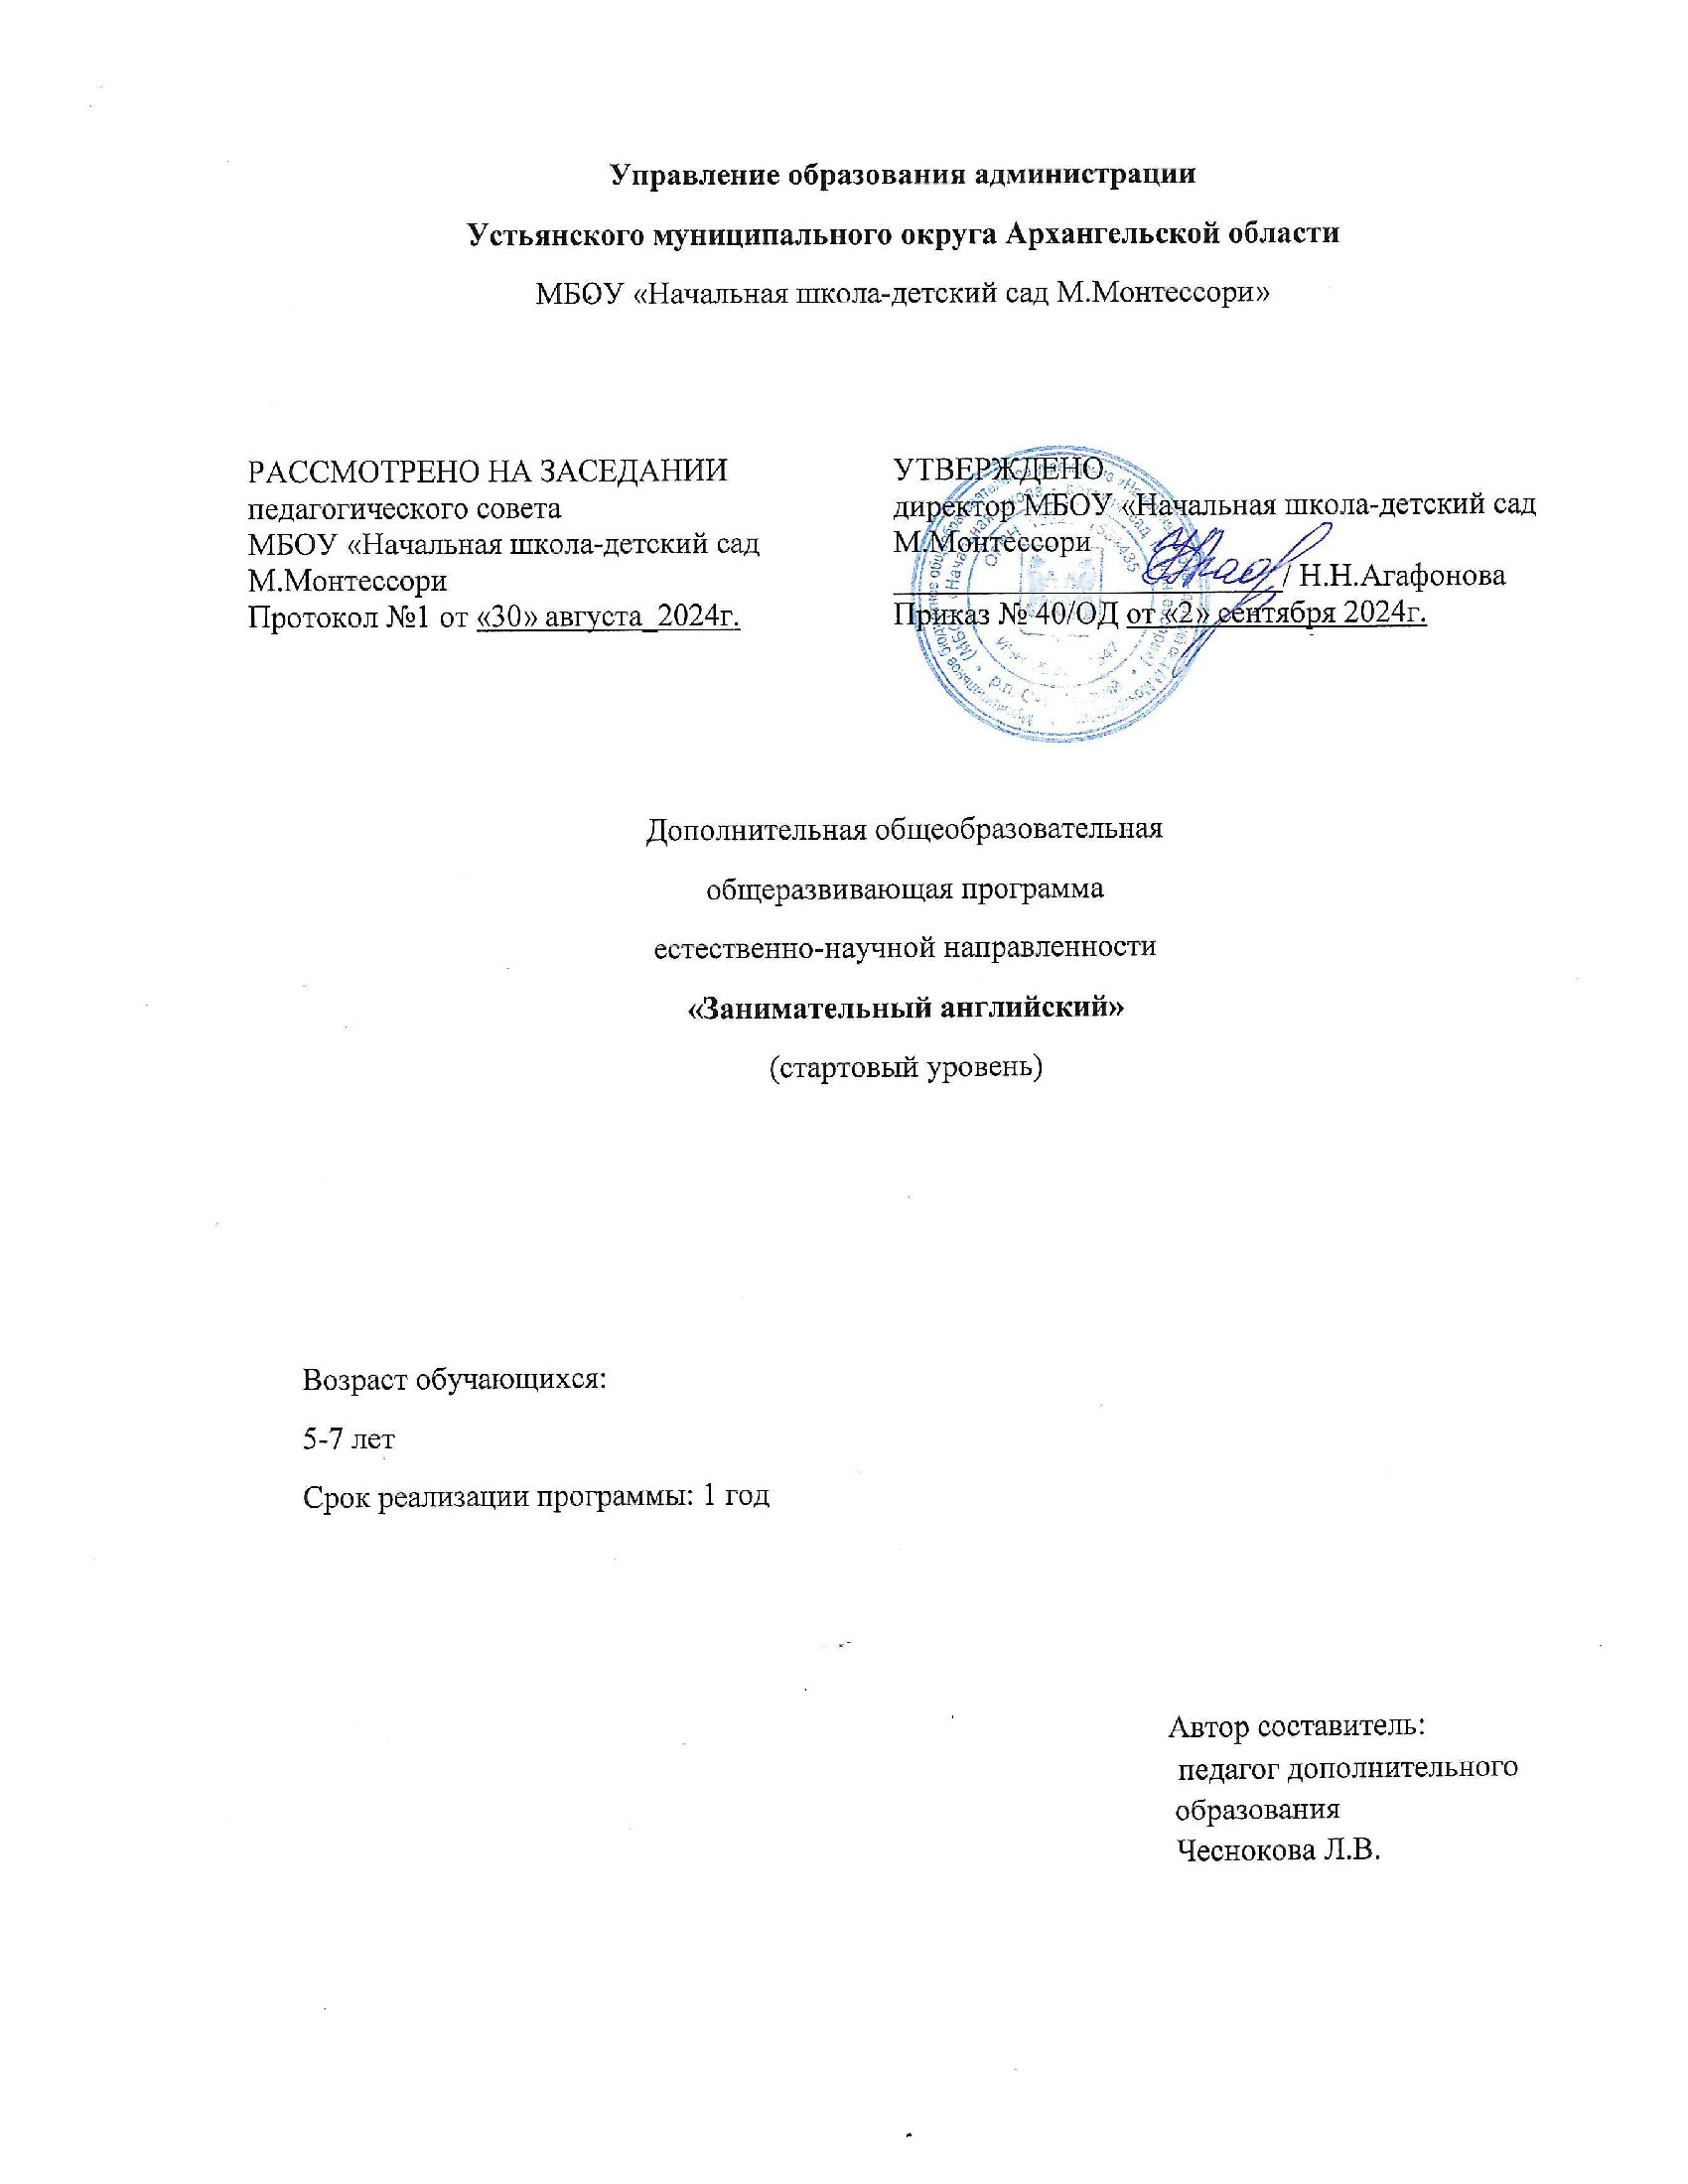 Управление образования администрации
Устьянского муниципального округа Архангельской области
МБОУ «Начальная школа-детский сад М.Монтессори»
РАССМОТРЕНО НА ЗАСЕДАНИИ
педагогического совета
МБОУ «Начальная школа-детский сад
М.Монтессори
Протокол №1 от «30» августа_2024г.
УТВЕРЖДЕНО
директор МБОУ «Начальная школа-детский сад
М.Монтессори
/ Н.Н.Агафонова
Приказ № 40/ОД от «2» сентября 2024г.
Дополнительная общеобразовательная
общеразвивающая программа
естественно-научной направленности
«Занимательный английский»
(стартовый уровень)
Возраст обучающихся:
5-7 лет
Срок реализации программы: 1 год
Автор составитель:
педагог дополнительного
образования
Чеснокова Л.В.